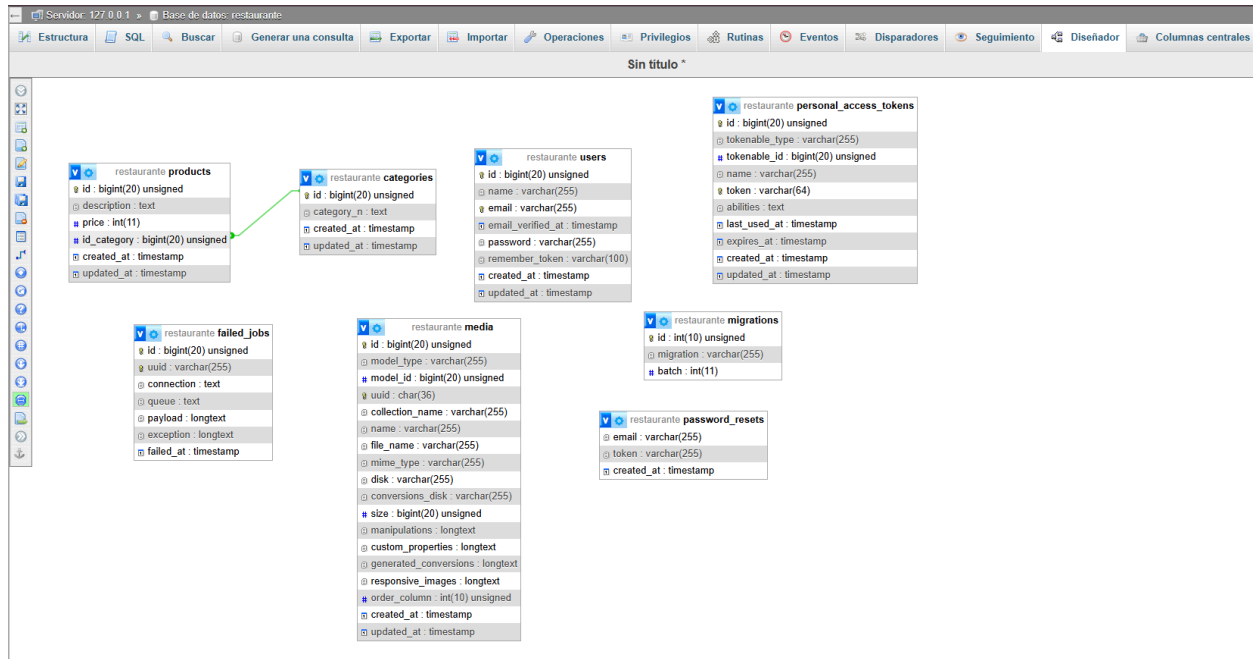 Servidor: 127.0.0.1 » Base de datos: restaurante
Estructura SQL Buscar Generar una consulta Exportar Importar Operaciones Privilegios Rutinas Eventos Disparadores Seguimiento Diseñador Columnas centrales
Sin titulo *
restaurante products
id : bigint(20) unsigned
description : text
price : int(11)
id_category : bigint(20) unsigned
created_at : timestamp
updated_at : timestamp
restaurante categories
id : bigint(20) unsigned
category_n : text
created_at : timestamp
updated_at : timestamp
restaurante users
id : bigint(20) unsigned
name : varchar(255)
email : varchar(255)
email_verified_at : timestamp
password : varchar(255)
remember_token : varchar(100)
created_at : timestamp
updated_at : timestamp
restaurante personal_access_tokens
id : bigint(20) unsigned
tokenable_type : varchar(255)
tokenable_id : bigint(20) unsigned
name : varchar(255)
token : varchar(64)
abilities : text
last_used_at : timestamp
expires_at : timestamp
created_at : timestamp
updated_at : timestamp
restaurante failed_jobs
id : bigint(20) unsigned
uuid : varchar(255)
connection : text
queue : text
payload : longtext
exception : longtext
failed_at : timestamp
restaurante media
id : bigint(20) unsigned
model_type : varchar(255)
model_id : bigint(20) unsigned
uuid : char(36)
collection_name : varchar(255)
name : varchar(255)
file_name : varchar(255)
mime_type : varchar(255)
disk : varchar(255)
conversions_disk : varchar(255)
size : bigint(20) unsigned
manipulations : longtext
custom_properties : longtext
generated_conversions : longtext
responsive_images : longtext
order_column : int(10) unsigned
created_at : timestamp
updated_at : timestamp
restaurante migrations
id : int(10) unsigned
migration : varchar(255)
batch : int(11)
restaurante password_resets
email : varchar(255)
token : varchar(255)
created_at : timestamp